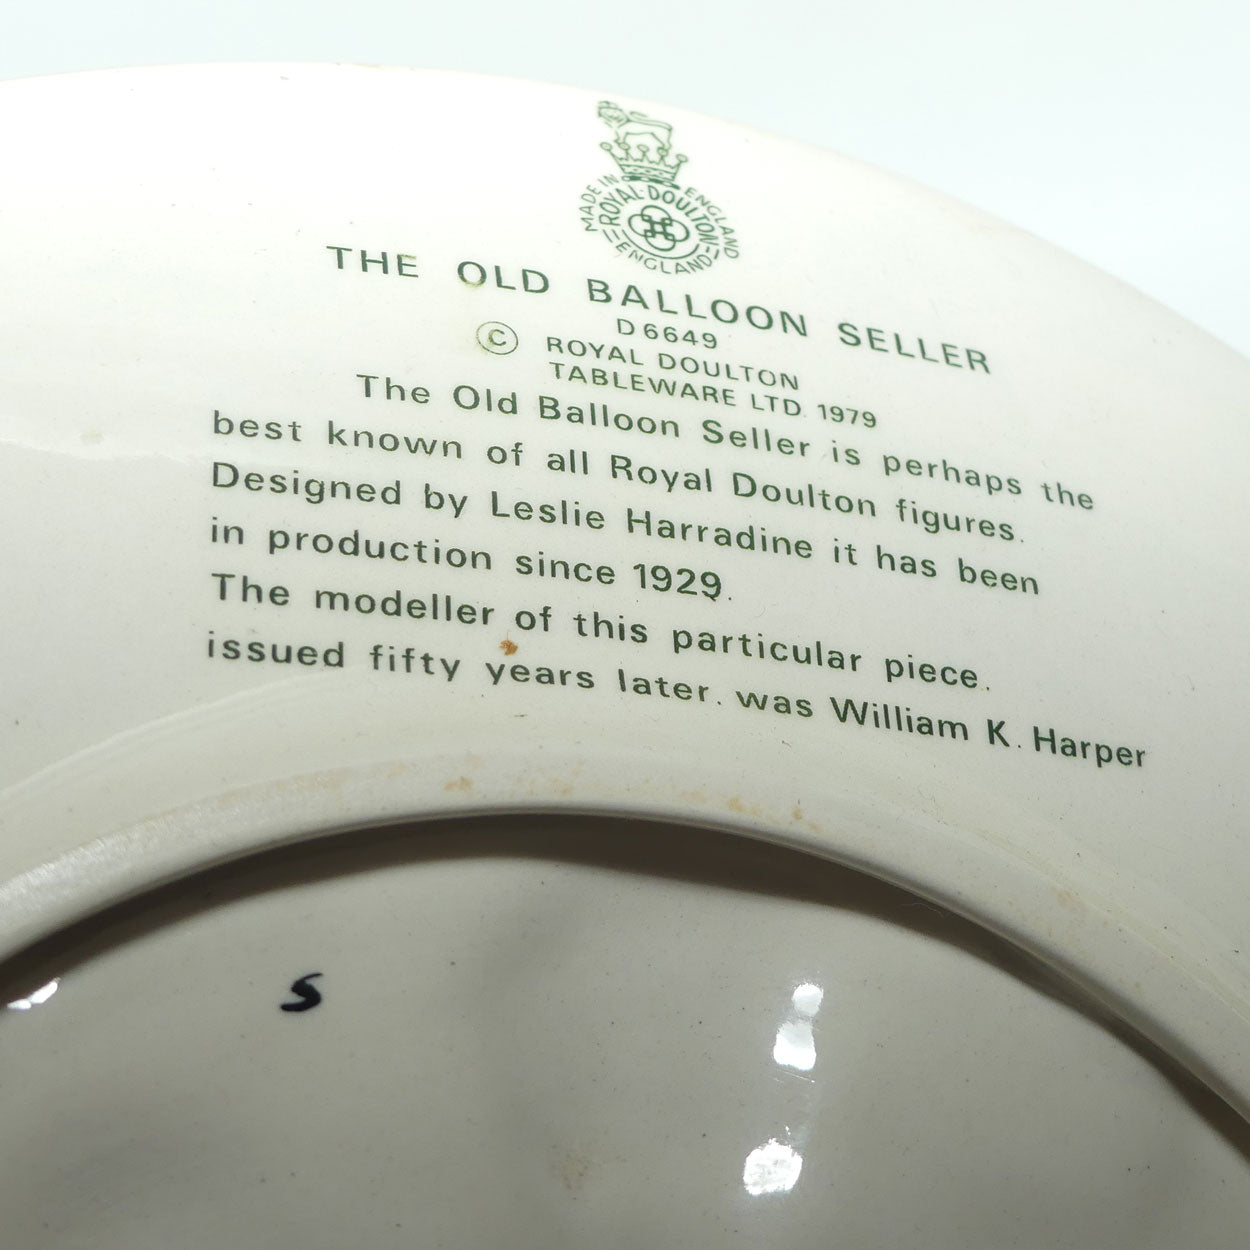 MADE IN ENGLAND
ROYAL·DOULTON
ENGLAND
THE OLD BALLOON SELLER
D6649
© ROYAL DOULTON
TABLEWARE LTD. 1979
The Old Balloon Seller is perhaps the
best known of all Royal Doulton figures.
Designed by Leslie Harradine it has been
in production since 1929.
The modeller of this particular piece.
issued fifty years later. was William K. Harper
S